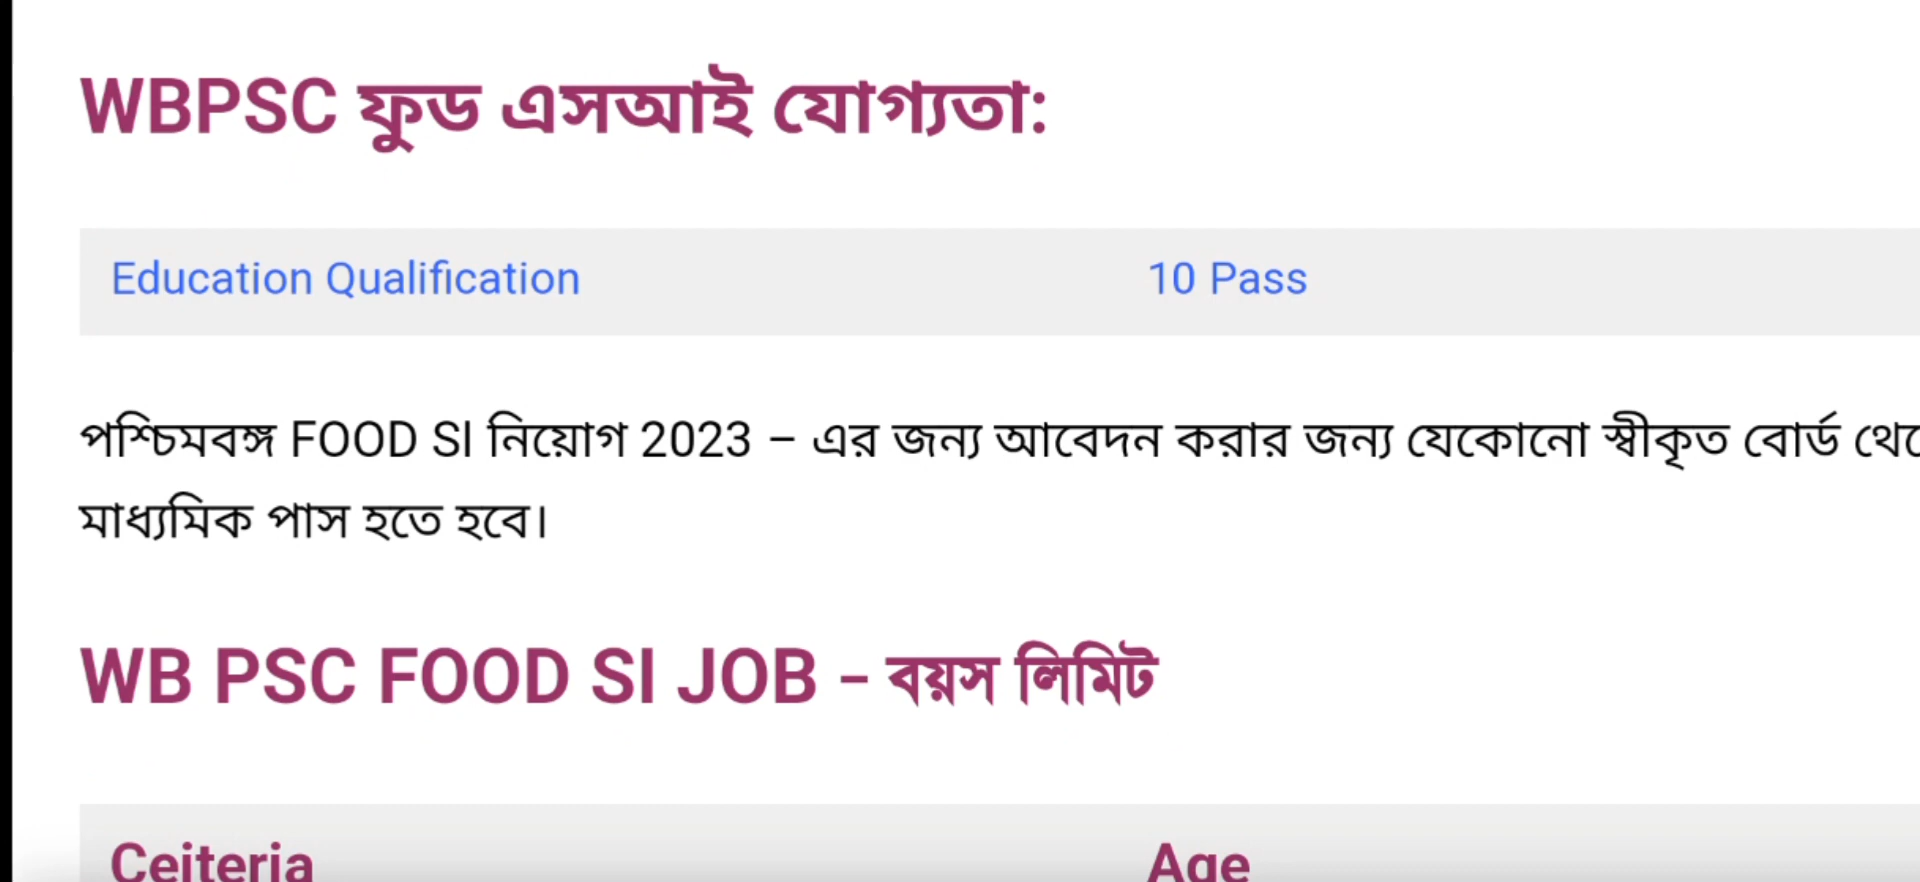 WBPSC ফুড এসআই যোগ্যতা:
Education Qualification 10 Pass
পশ্চিমবঙ্গ FOOD SI নিয়োগ 2023 – এর জন্য আবেদন করার জন্য যেকোনো স্বীকৃত বোর্ড
মাধ্যমিক পাস হতে হবে।
WB PSC FOOD SI JOB – বয়স লিমিট
Ceiteria Age